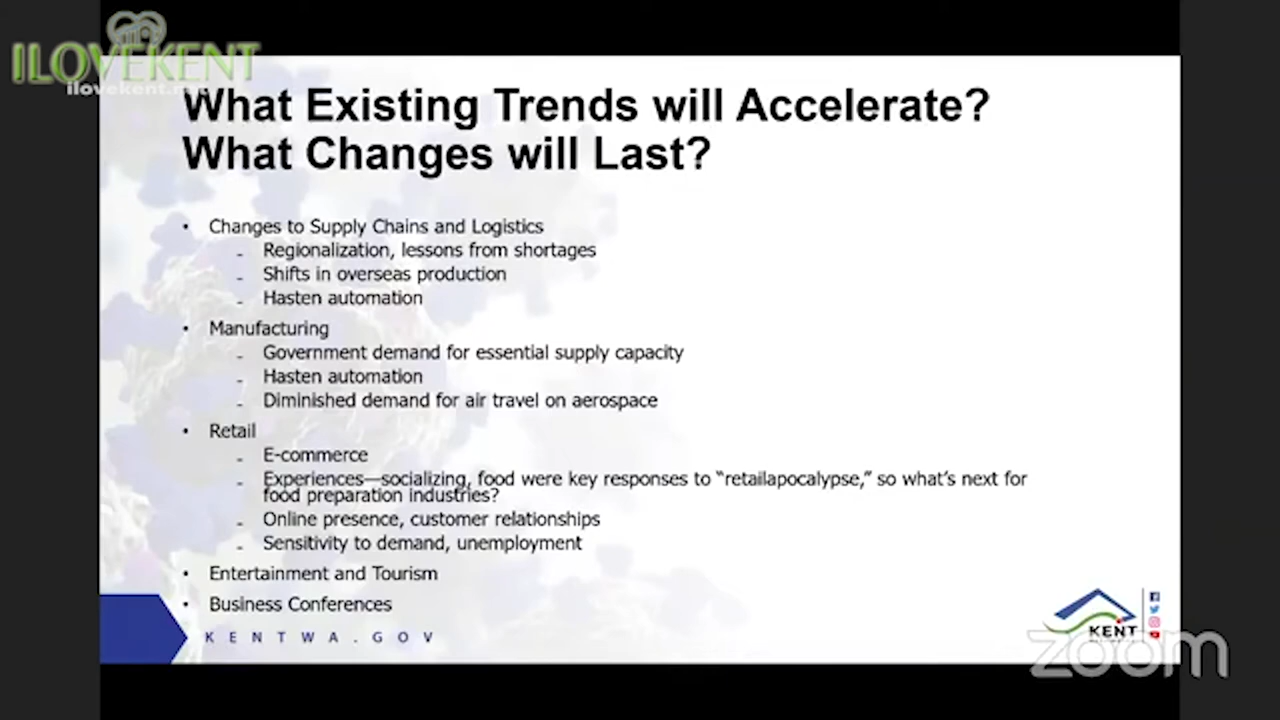 ILOVEKENT
ilovekent.net
What Existing Trends will Accelerate?
What Changes will Last?
• Changes to Supply Chains and Logistics
- Regionalization, lessons from shortages
- Shifts in overseas production
- Hasten automation
• Manufacturing
- Government demand for essential supply capacity
- Hasten automation
- Diminished demand for air travel on aerospace
• Retail
- E-commerce
- Experiences—socializing, food were key responses to “retailapocalypse,” so what’s next for
food preparation industries?
- Online presence, customer relationships
- Sensitivity to demand, unemployment
• Entertainment and Tourism
• Business Conferences
KENTWA.GOV
KENT
zoom